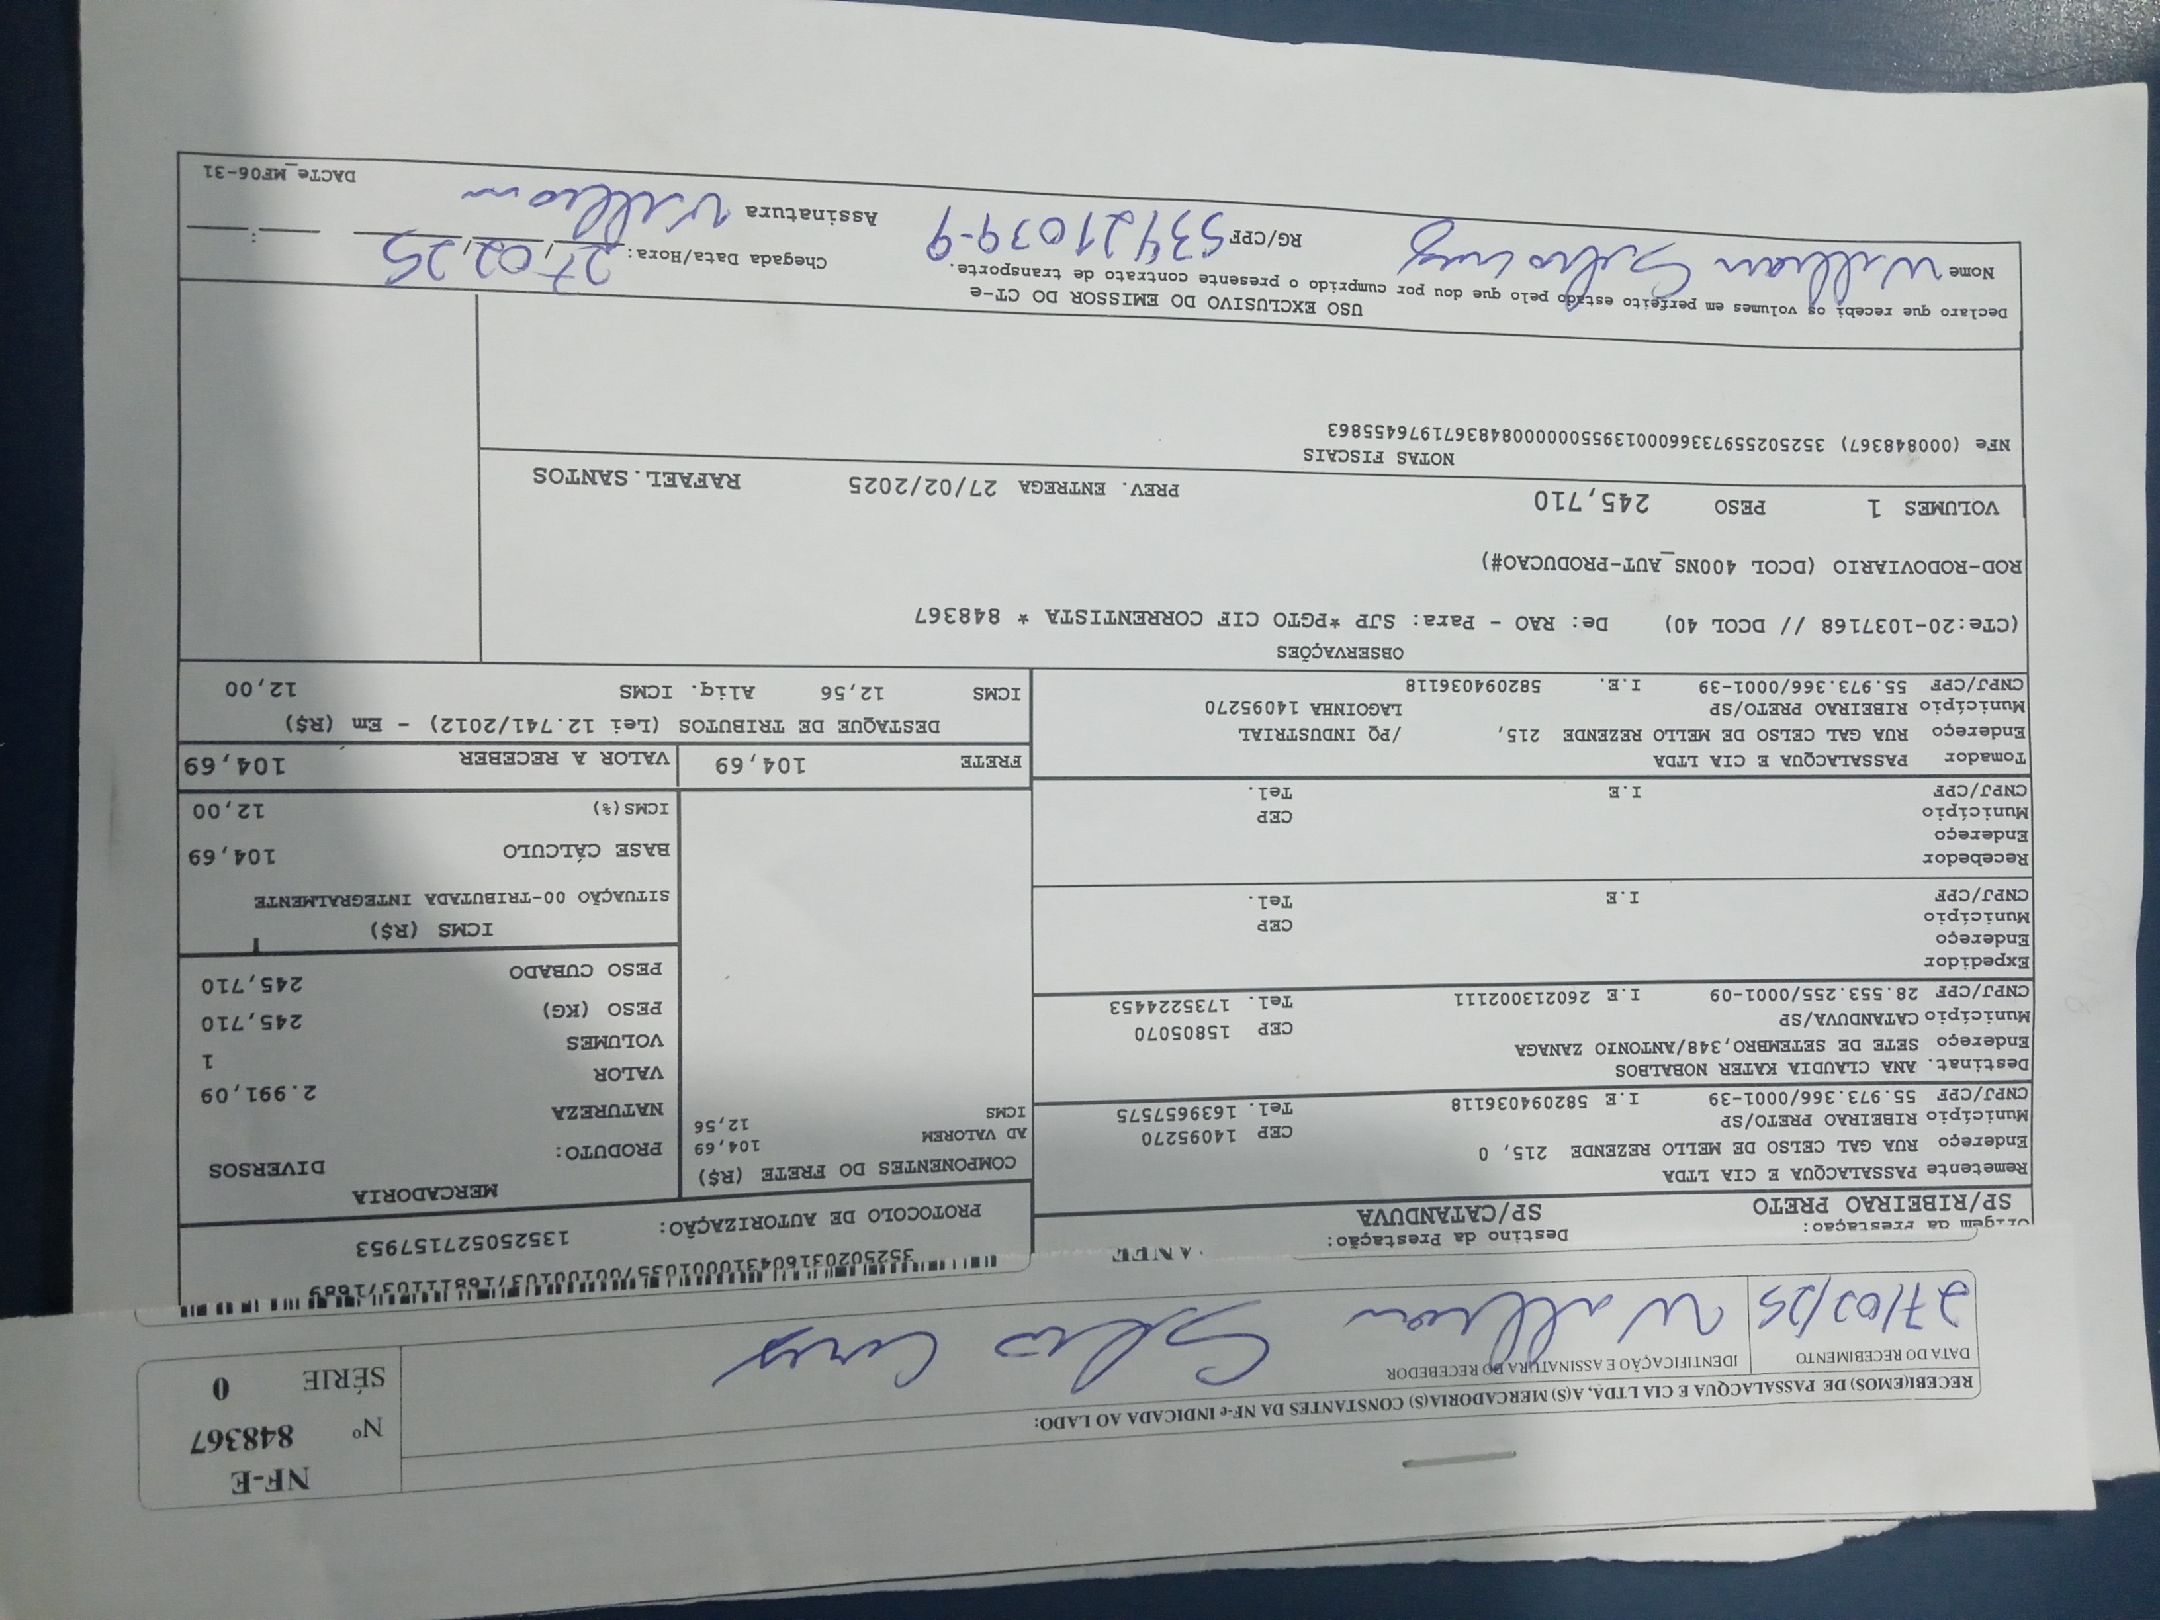 NF-E
Nº 848367
SÉRIE 0
RECEBI(EMOS) DE PASSALACQUA E CIA LTDA, A(S) MERCADORIA(S) CONSTANTES DA NF-e INDICADA AO LADO:
DATA DO RECEBIMENTO
IDENTIFICAÇÃO E ASSINATURA DO RECEBEDOR
27/02/25
Willian
Origem da Prestação:
Destino da Prestação:
SP/RIBEIRAO PRETO
SP/CATANDUVA
Remetente PASSALACQUA E CIA LTDA
Endereço RUA GAL CELSO DE MELLO REZENDE 215, 0
Município RIBEIRAO PRETO/SP CEP 14095270
CNPJ/CPF 55.973.366/0001-39 I.E 582094036118 Tel. 1639657575
Destinat. ANA CLAUDIA KATER NOBALBOS
Endereço SETE DE SETEMBRO,348/ANTONIO ZANAGA
Município CATANDUVA/SP CEP 15805070
CNPJ/CPF 28.553.255/0001-09 I.E 260213002111 Tel. 1735224453
Expedidor
Endereço
Município CEP
CNPJ/CPF I.E Tel.
Recebedor
Endereço
Município CEP
CNPJ/CPF I.E Tel.
Tomador PASSALACQUA E CIA LTDA
Endereço RUA GAL CELSO DE MELLO REZENDE 215, /PQ INDUSTRIAL
Município RIBEIRAO PRETO/SP LAGOINHA 14095270
CNPJ/CPF 55.973.366/0001-39 I.E. 582094036118
PROTOCOLO DE AUTORIZAÇÃO:
135250527157953
COMPONENTES DO FRETE (R$)
AD VALOREM 104,69
ICMS 12,56
MERCADORIA
PRODUTO: DIVERSOS
NATUREZA
VALOR 2.991,09
VOLUMES 1
PESO (KG) 245,710
PESO CUBADO 245,710
ICMS (R$)
SITUAÇÃO 00-TRIBUTADA INTEGRALMENTE
BASE CÁLCULO 104,69
ICMS(%) 12,00
FRETE 104,69
VALOR A RECEBER 104,69
DESTAQUE DE TRIBUTOS (Lei 12.741/2012) - Em (R$)
ICMS 12,56 Aliq. ICMS 12,00
OBSERVAÇÕES
(CTe:20-1037168 // DCOL 40) De: RAO - Para: SJP *PGTO CIF CORRENTISTA * 848367
ROD-RODOVIARIO (DCOL 400NS_AUT-PRODUCAO#)
VOLUMES 1 PESO 245,710 PREV. ENTREGA 27/02/2025 RAFAEL.SANTOS
NOTAS FISCAIS
NFe (000848367) 35250255973366000139550000008483671976455863
USO EXCLUSIVO DO EMISSOR DO CT-e
Declaro que recebi os volumes em perfeito estado pelo que dou por cumprido o presente contrato de transporte.
Nome Willian
RG/CPF 53421039-9
Chegada Data/Hora: 27/02/25 :
Assinatura Willian
DACTe_MF06-31